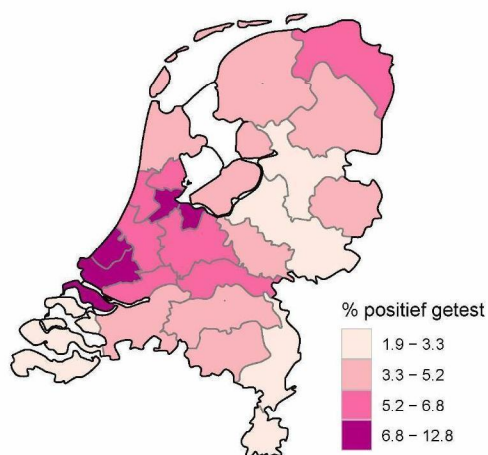 % positief getest
1.9 – 3.3
3.3 – 5.2
5.2 – 6.8
6.8 – 12.8